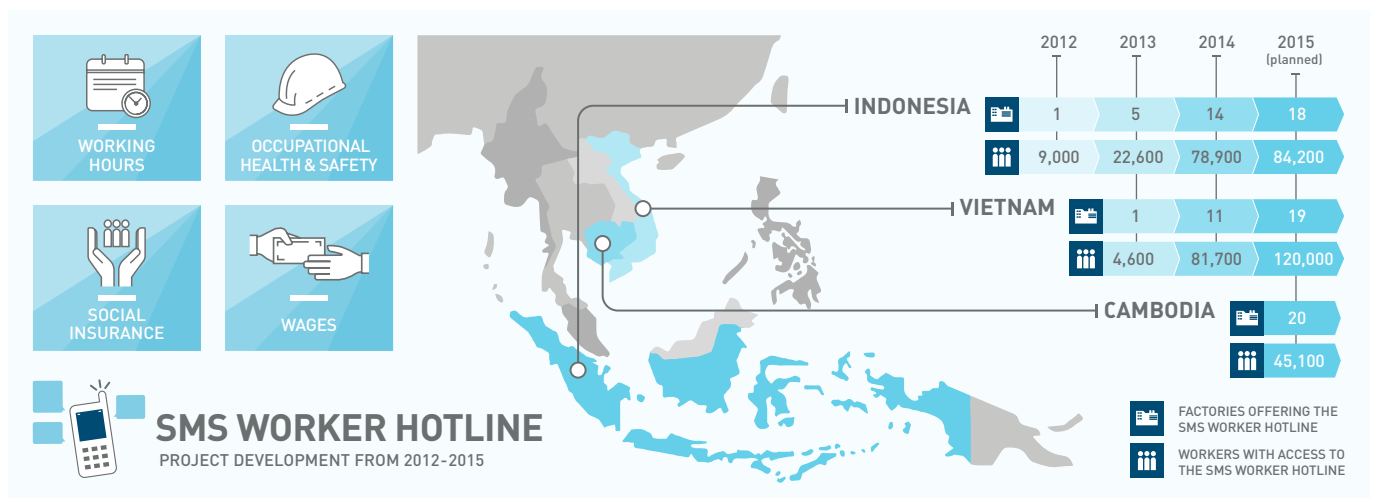 WORKING
HOURS
OCCUPATIONAL
HEALTH & SAFETY
SOCIAL
INSURANCE
WAGES
SMS WORKER HOTLINE
PROJECT DEVELOPMENT FROM 2012-2015
2012 2013 2014 2015
(planned)
INDONESIA 1 5 14 18
9,000 22,600 78,900 84,200
VIETNAM 1 11 19
4,600 81,700 120,000
CAMBODIA 20
45,100
FACTORIES OFFERING THE
SMS WORKER HOTLINE
WORKERS WITH ACCESS TO
THE SMS WORKER HOTLINE